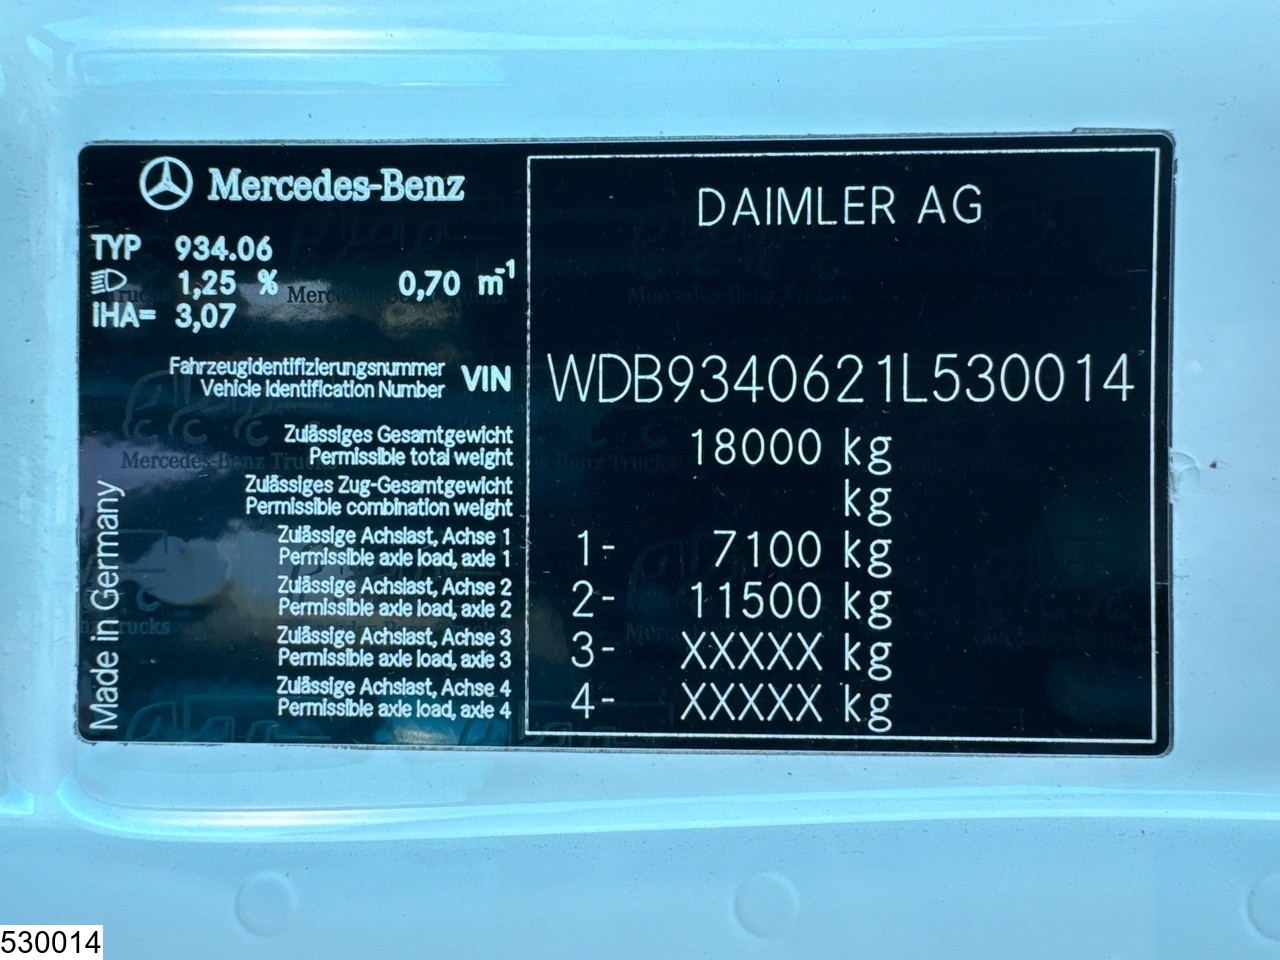 Mercedes-Benz
DAIMLER AG
TYP 934.06
1,25 % 0,70 m-1
iHA= 3,07
Fahrzeugidentifizierungsnummer
Vehicle Identification Number
VIN WDB9340621L530014
Zulässiges Gesamtgewicht
Permissible total weight
18000 kg
Zulässiges Zug-Gesamtgewicht
Permissible combination weight
kg
Zulässige Achslast, Achse 1
Permissible axle load, axle 1
1- 7100 kg
Zulässige Achslast, Achse 2
Permissible axle load, axle 2
2- 11500 kg
Zulässige Achslast, Achse 3
Permissible axle load, axle 3
3- XXXXX kg
Zulässige Achslast, Achse 4
Permissible axle load, axle 4
4- XXXXX kg
Made in Germany
530014